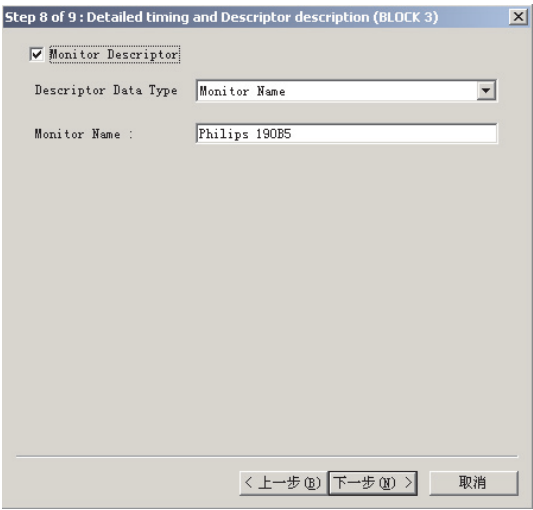 Step 8 of 9 : Detailed timing and Descriptor description (BLOCK 3)
Monitor Descriptor
Descriptor Data Type Monitor Name
Monitor Name : Philips 190B5
< 上一步(B) 下一步(N) > 取消